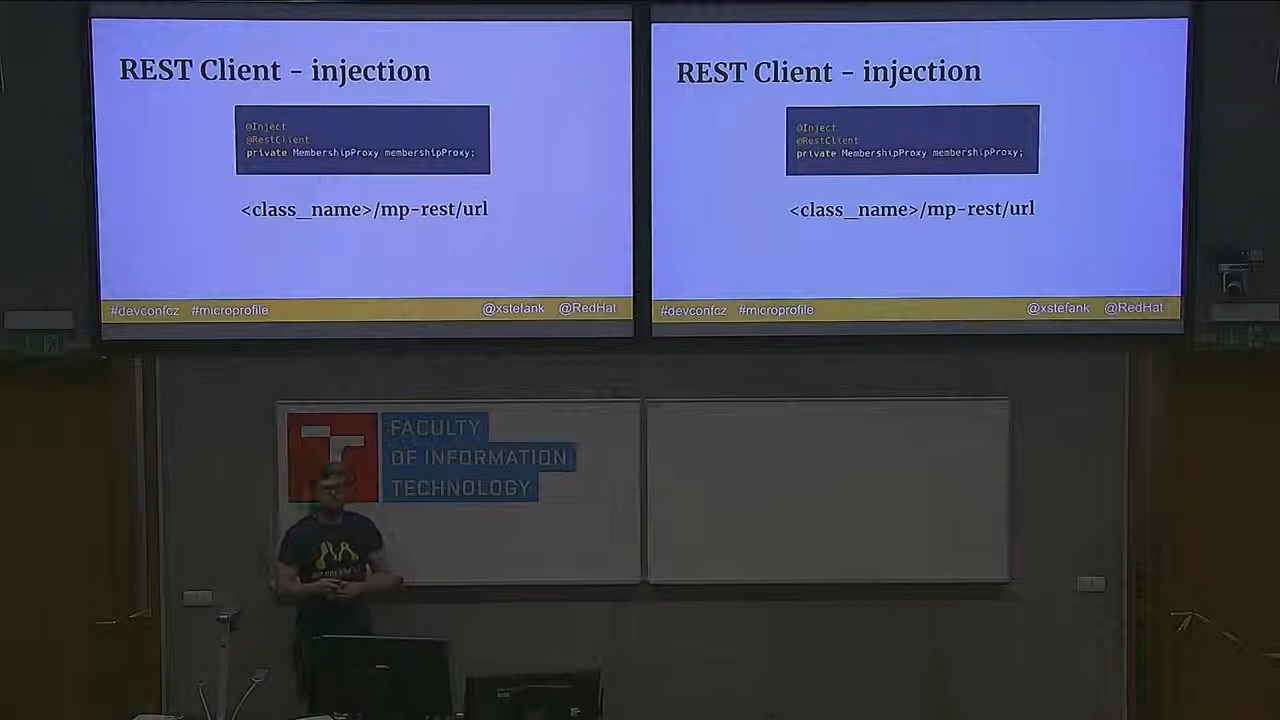 REST Client - injection
@Inject
@RestClient
private MembershipProxy membershipProxy;
<class_name>/mp-rest/url
#devconfcz #microprofile @xstefank @RedHat
REST Client - injection
@Inject
@RestClient
private MembershipProxy membershipProxy;
<class_name>/mp-rest/url
#devconfcz #microprofile @xstefank @RedHat
FACULTY
OF INFORMATION
TECHNOLOGY